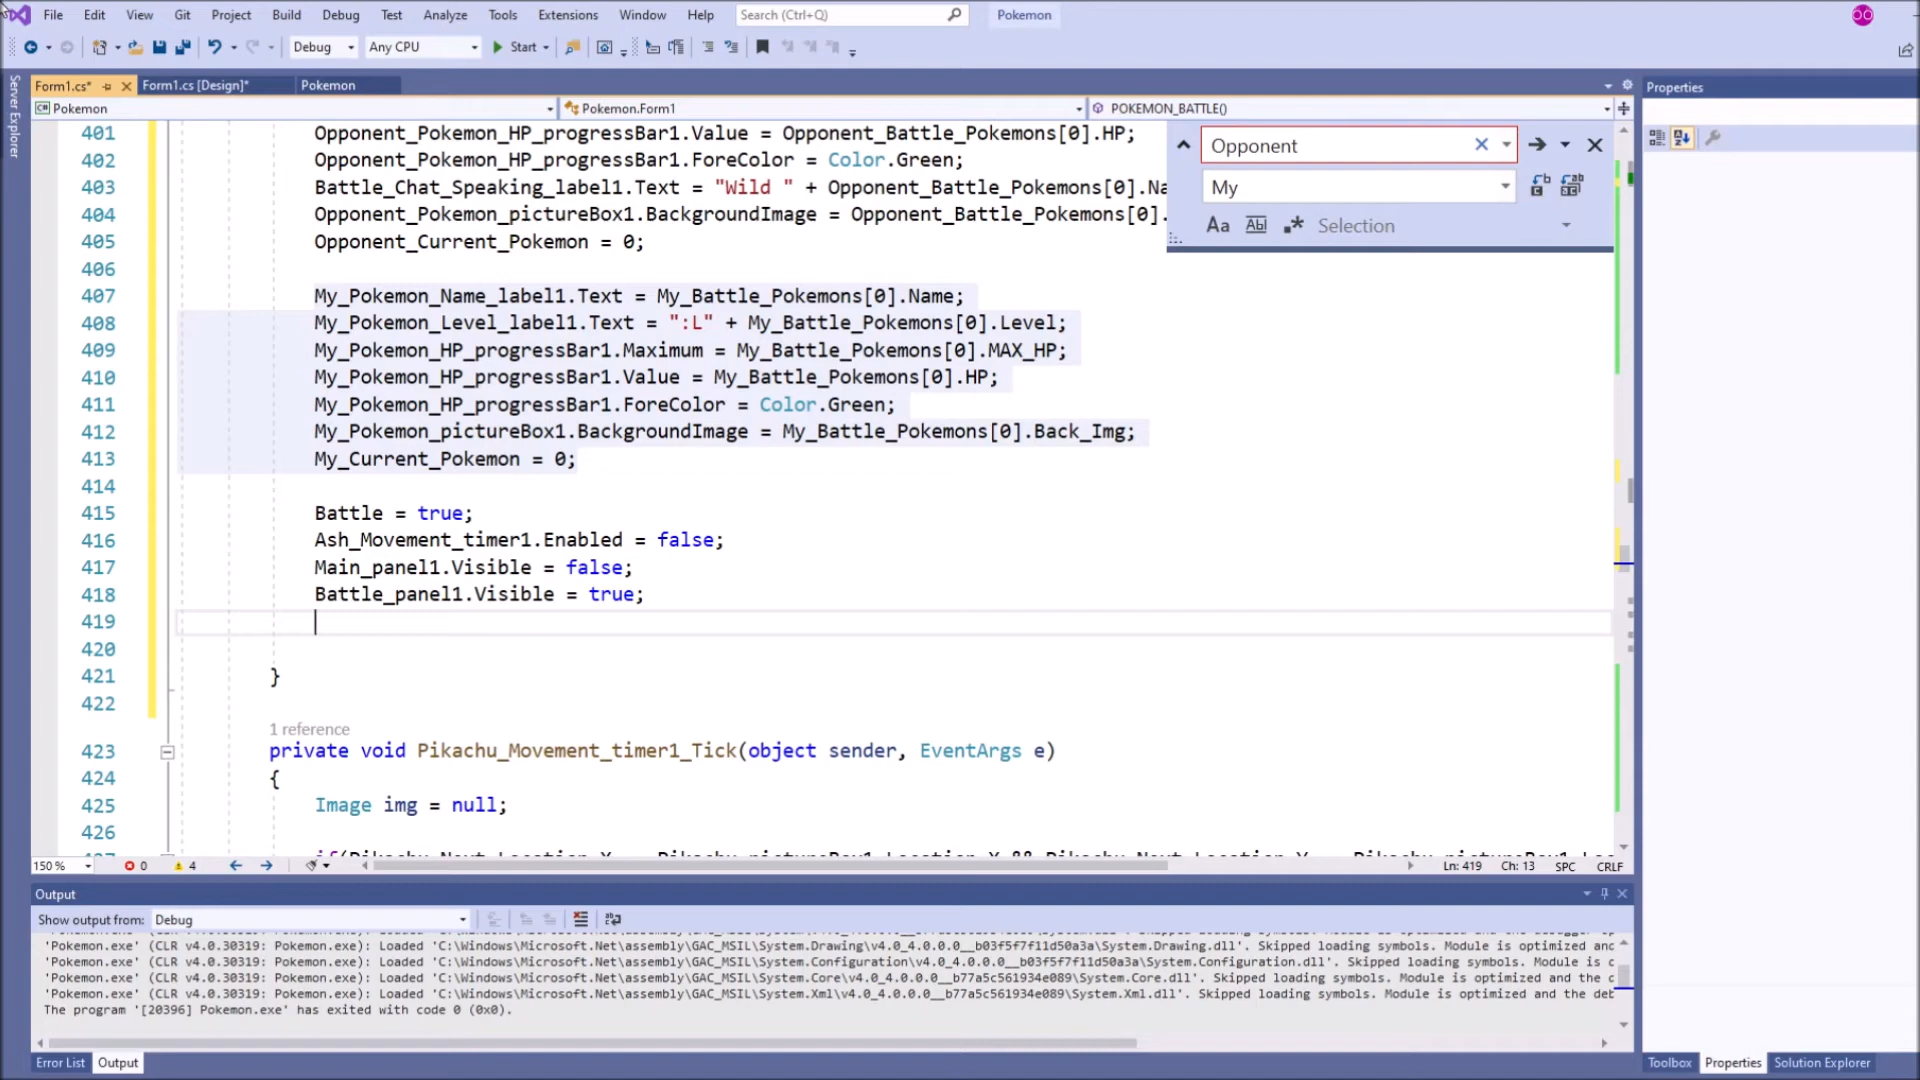 File Edit View Git Project Build Debug Test Analyze Tools Extensions Window Help Search (Ctrl+Q) Pokemon
Debug Any CPU Start
Server Explorer
Form1.cs* Form1.cs [Design]* Pokemon
Pokemon Pokemon.Form1 POKEMON_BATTLE()
Opponent
My
Selection
401 Opponent_Pokemon_HP_progressBar1.Value = Opponent_Battle_Pokemons[0].HP;
402 Opponent_Pokemon_HP_progressBar1.ForeColor = Color.Green;
403 Battle_Chat_Speaking_label1.Text = "Wild " + Opponent_Battle_Pokemons[0].Na
404 Opponent_Pokemon_pictureBox1.BackgroundImage = Opponent_Battle_Pokemons[0].
405 Opponent_Current_Pokemon = 0;
406
407 My_Pokemon_Name_label1.Text = My_Battle_Pokemons[0].Name;
408 My_Pokemon_Level_label1.Text = ":L" + My_Battle_Pokemons[0].Level;
409 My_Pokemon_HP_progressBar1.Maximum = My_Battle_Pokemons[0].MAX_HP;
410 My_Pokemon_HP_progressBar1.Value = My_Battle_Pokemons[0].HP;
411 My_Pokemon_HP_progressBar1.ForeColor = Color.Green;
412 My_Pokemon_pictureBox1.BackgroundImage = My_Battle_Pokemons[0].Back_Img;
413 My_Current_Pokemon = 0;
414
415 Battle = true;
416 Ash_Movement_timer1.Enabled = false;
417 Main_panel1.Visible = false;
418 Battle_panel1.Visible = true;
419
420
421 }
422
1 reference
423 private void Pikachu_Movement_timer1_Tick(object sender, EventArgs e)
424 {
425 Image img = null;
426
150 % 0 4 Ln: 419 Ch: 13 SPC CRLF
Output
Show output from: Debug
'Pokemon.exe' (CLR v4.0.30319: Pokemon.exe): Loaded 'C:\Windows\Microsoft.Net\assembly\GAC_MSIL\System.Drawing\v4.0_4.0.0.0__b03f5f7f11d50a3a\System.Drawing.dll'. Skipped loading symbols. Module is optimized and
'Pokemon.exe' (CLR v4.0.30319: Pokemon.exe): Loaded 'C:\Windows\Microsoft.Net\assembly\GAC_MSIL\System.Configuration\v4.0_4.0.0.0__b03f5f7f11d50a3a\System.Configuration.dll'. Skipped loading symbols. Module is c
'Pokemon.exe' (CLR v4.0.30319: Pokemon.exe): Loaded 'C:\Windows\Microsoft.Net\assembly\GAC_MSIL\System.Core\v4.0_4.0.0.0__b77a5c561934e089\System.Core.dll'. Skipped loading symbols. Module is optimized and the d
'Pokemon.exe' (CLR v4.0.30319: Pokemon.exe): Loaded 'C:\Windows\Microsoft.Net\assembly\GAC_MSIL\System.Xml\v4.0_4.0.0.0__b77a5c561934e089\System.Xml.dll'. Skipped loading symbols. Module is optimized and the deb
The program '[20396] Pokemon.exe' has exited with code 0 (0x0).
Error List Output
Properties
Toolbox Properties Solution Explorer